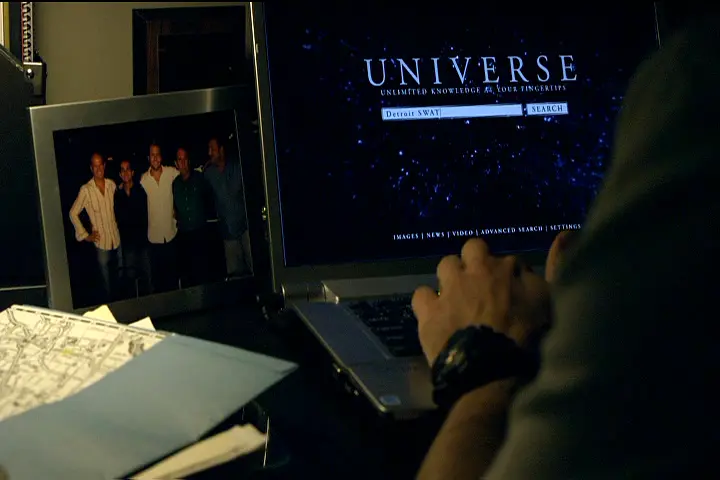 UNIVERSE
UNLIMITED KNOWLEDGE AT YOUR FINGERTIPS
Detroit SWAT SEARCH
IMAGES | NEWS | VIDEO | ADVANCED SEARCH | SETTINGS